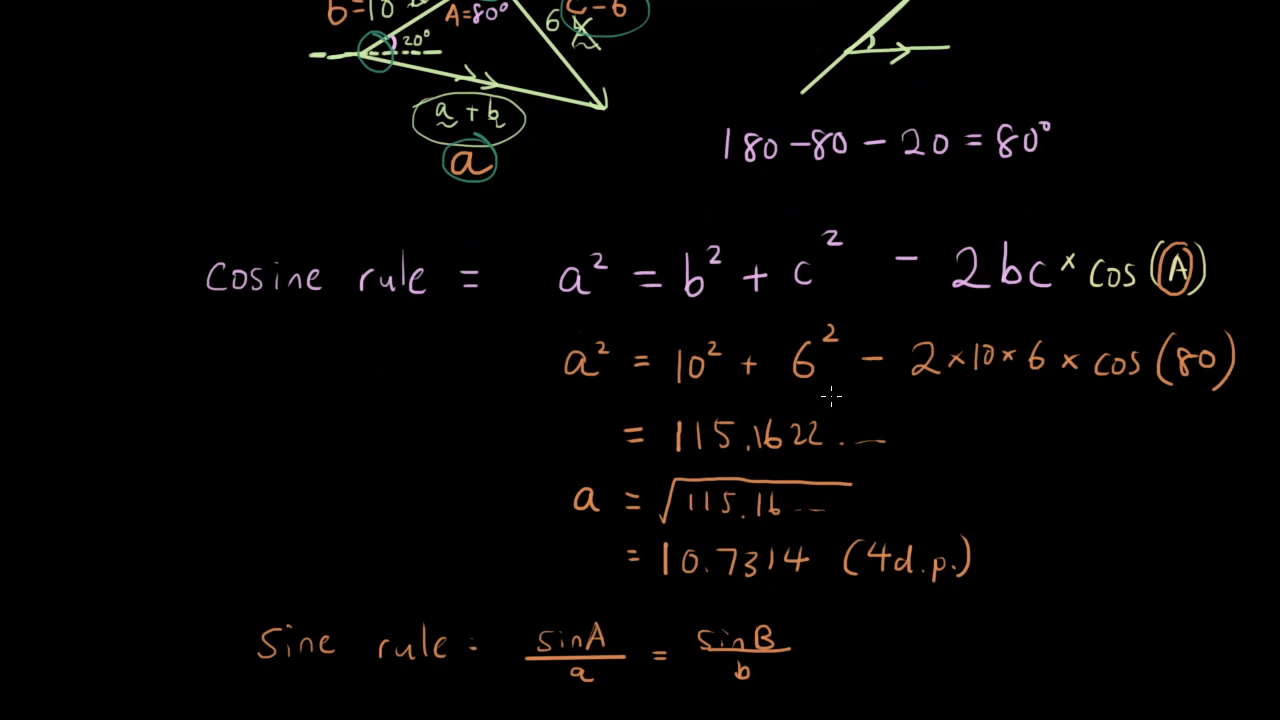 b=10
A=80°
6
C=6
20°
a + b
a
180-80-20=80°
Cosine rule = a² = b² + c² - 2bc × cos(A)
a² = 10² + 6² - 2×10×6×cos(80)
= 115.1622...
a = √115.16...
= 10.7314 (4d.p.)
Sine rule: sinA/a = sinB/b